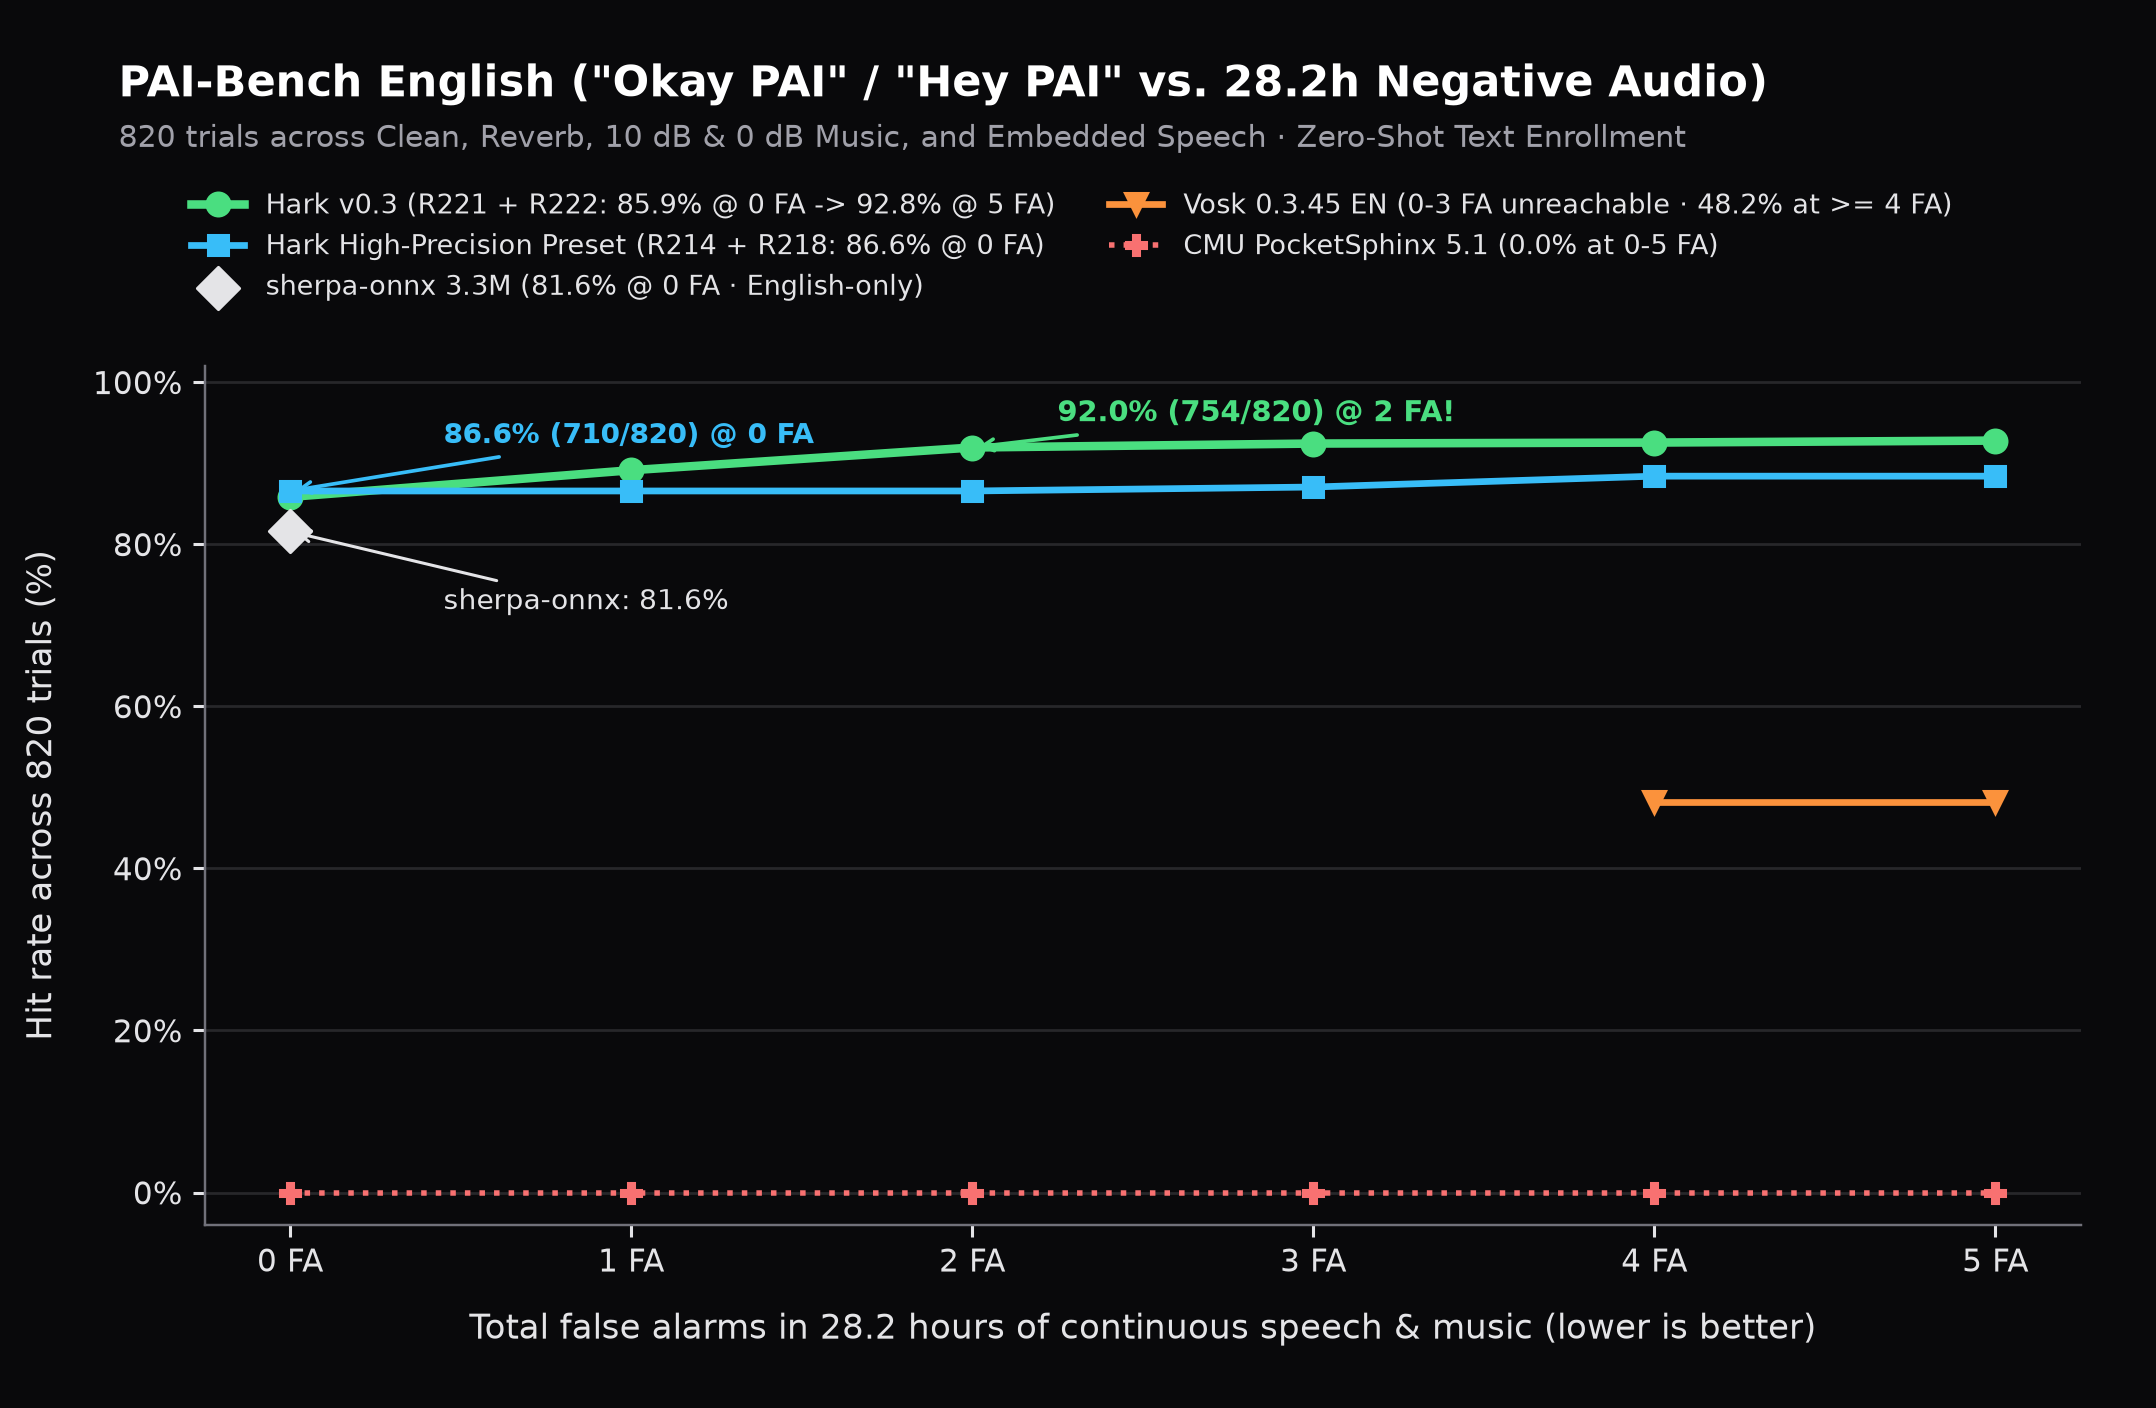 PAI-Bench English ("Okay PAI" / "Hey PAI" vs. 28.2h Negative Audio)
820 trials across Clean, Reverb, 10 dB & 0 dB Music, and Embedded Speech · Zero-Shot Text Enrollment
Hark v0.3 (R221 + R222: 85.9% @ 0 FA -> 92.8% @ 5 FA)
Hark High-Precision Preset (R214 + R218: 86.6% @ 0 FA)
sherpa-onnx 3.3M (81.6% @ 0 FA · English-only)
Vosk 0.3.45 EN (0-3 FA unreachable · 48.2% at >= 4 FA)
CMU PocketSphinx 5.1 (0.0% at 0-5 FA)
Hit rate across 820 trials (%)
100%
80%
60%
40%
20%
0%
86.6% (710/820) @ 0 FA
92.0% (754/820) @ 2 FA!
sherpa-onnx: 81.6%
0 FA
1 FA
2 FA
3 FA
4 FA
5 FA
Total false alarms in 28.2 hours of continuous speech & music (lower is better)